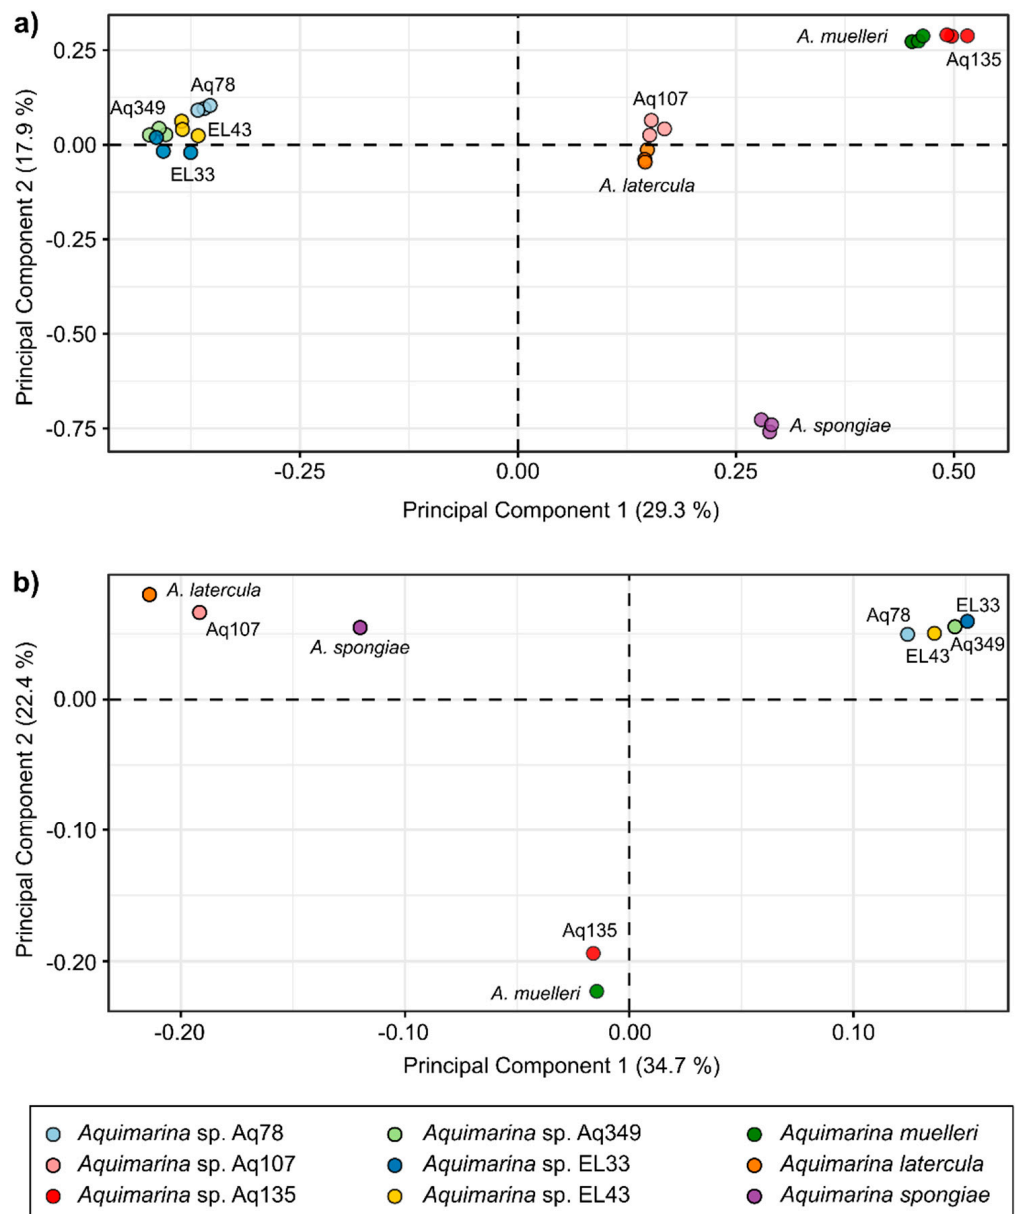 a)
Principal Component 2 (17.9 %)
0.25
0.00
-0.25
-0.50
-0.75
A. muelleri
Aq135
Aq78
Aq349
EL43
EL33
Aq107
A. latercula
A. spongiae
-0.25 0.00 0.25 0.50
Principal Component 1 (29.3 %)
b)
Principal Component 2 (22.4 %)
0.00
-0.10
-0.20
A. latercula
Aq107
A. spongiae
Aq78
EL33
EL43
Aq349
Aq135
A. muelleri
-0.20 -0.10 0.00 0.10
Principal Component 1 (34.7 %)
Aquimarina sp. Aq78 Aquimarina sp. Aq349 Aquimarina muelleri
Aquimarina sp. Aq107 Aquimarina sp. EL33 Aquimarina latercula
Aquimarina sp. Aq135 Aquimarina sp. EL43 Aquimarina spongiae